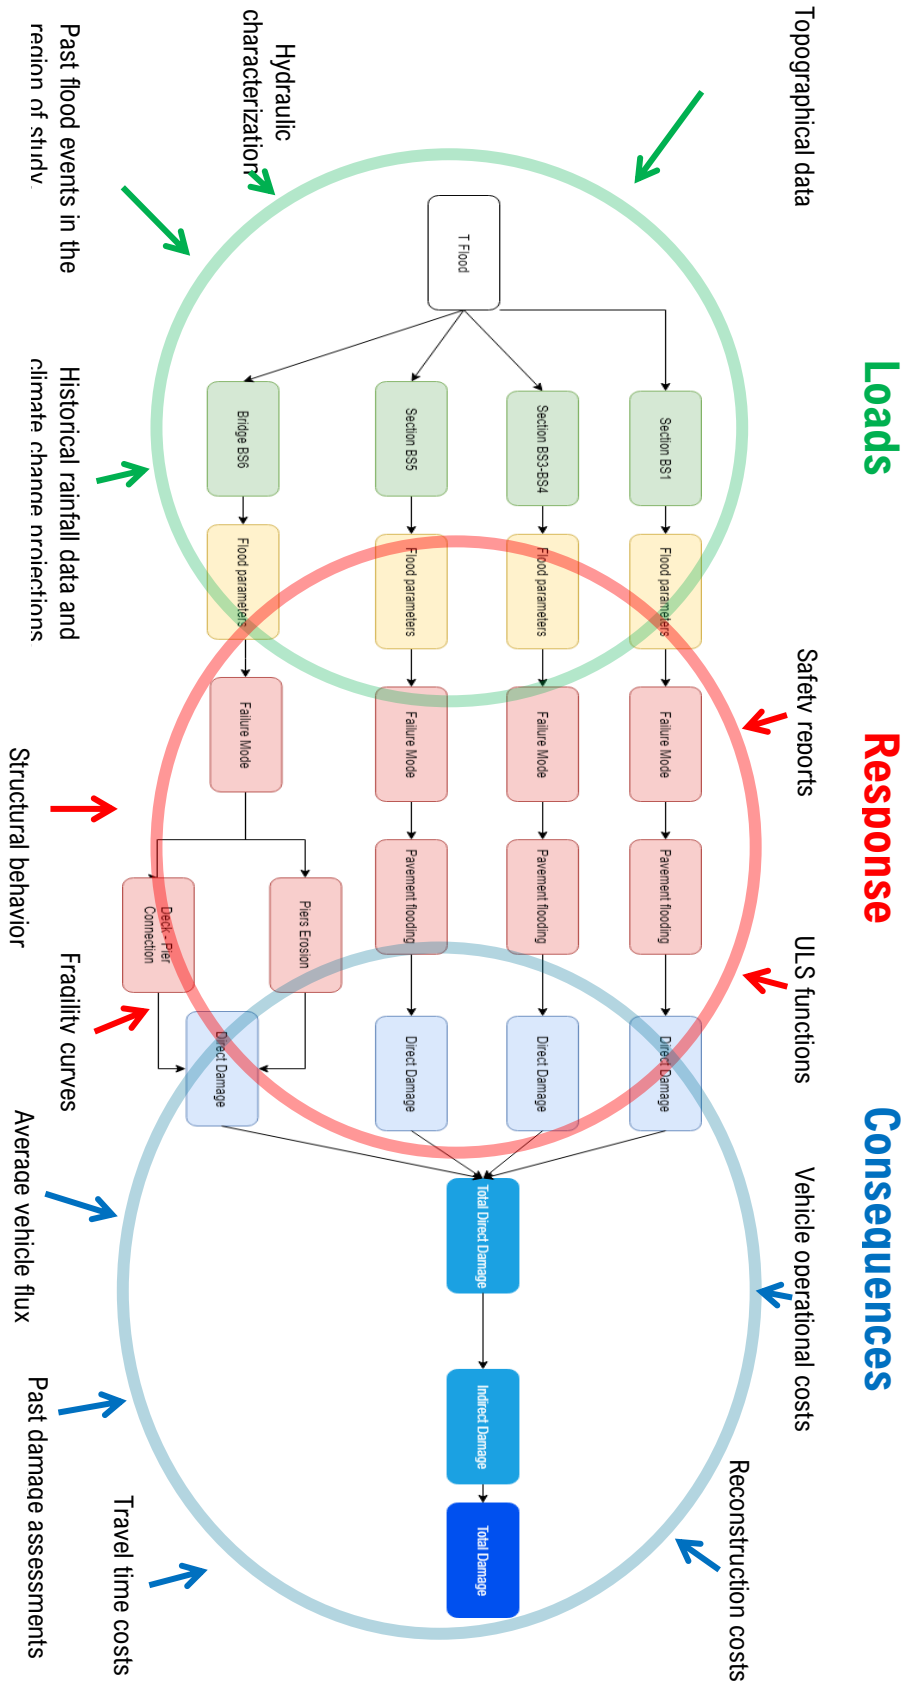 Loads
Response
Consequences
Topographical data
Safety reports
ULS functions
Vehicle operational costs
Reconstruction costs
Section BS1
Flood parameters
Failure Mode
Pavement flooding
Direct Damage
Section BS3-BS4
Flood parameters
Failure Mode
Pavement flooding
Direct Damage
T Flood
Total Direct Damage
Indirect Damage
Total Damage
Section BS5
Flood parameters
Failure Mode
Pavement flooding
Direct Damage
Piers Erosion
Bridge BS6
Flood parameters
Failure Mode
Direct Damage
Deck - Pier
Connection
Hydraulic
characterization
Past flood events in the
region of study.
Historical rainfall data and
climate change projections
Structural behavior
Fragility curves
Average vehicle flux
Past damage assessments
Travel time costs